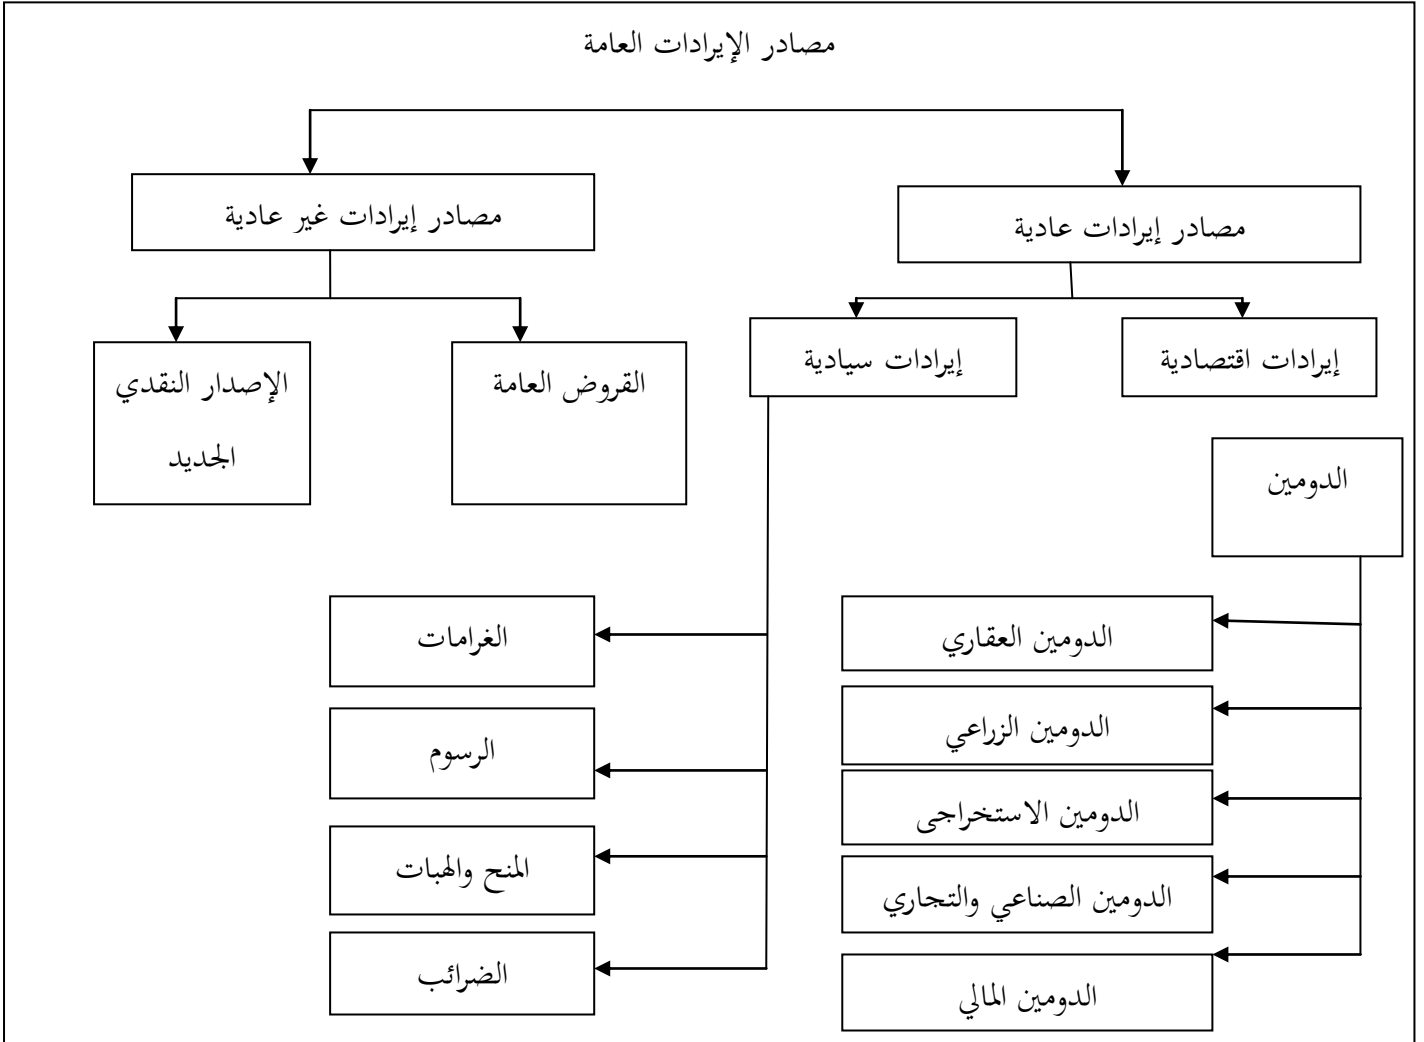 مصادر الإيرادات العامة
مصادر إيرادات عادية
مصادر إيرادات غير عادية
إيرادات اقتصادية
إيرادات سيادية
القروض العامة
الإصدار النقدي
الجديد
الدومين
الدومين العقاري
الدومين الزراعي
الدومين الاستخراجى
الدومين الصناعي والتجاري
الدومين المالي
الغرامات
الرسوم
المنح والهبات
الضرائب